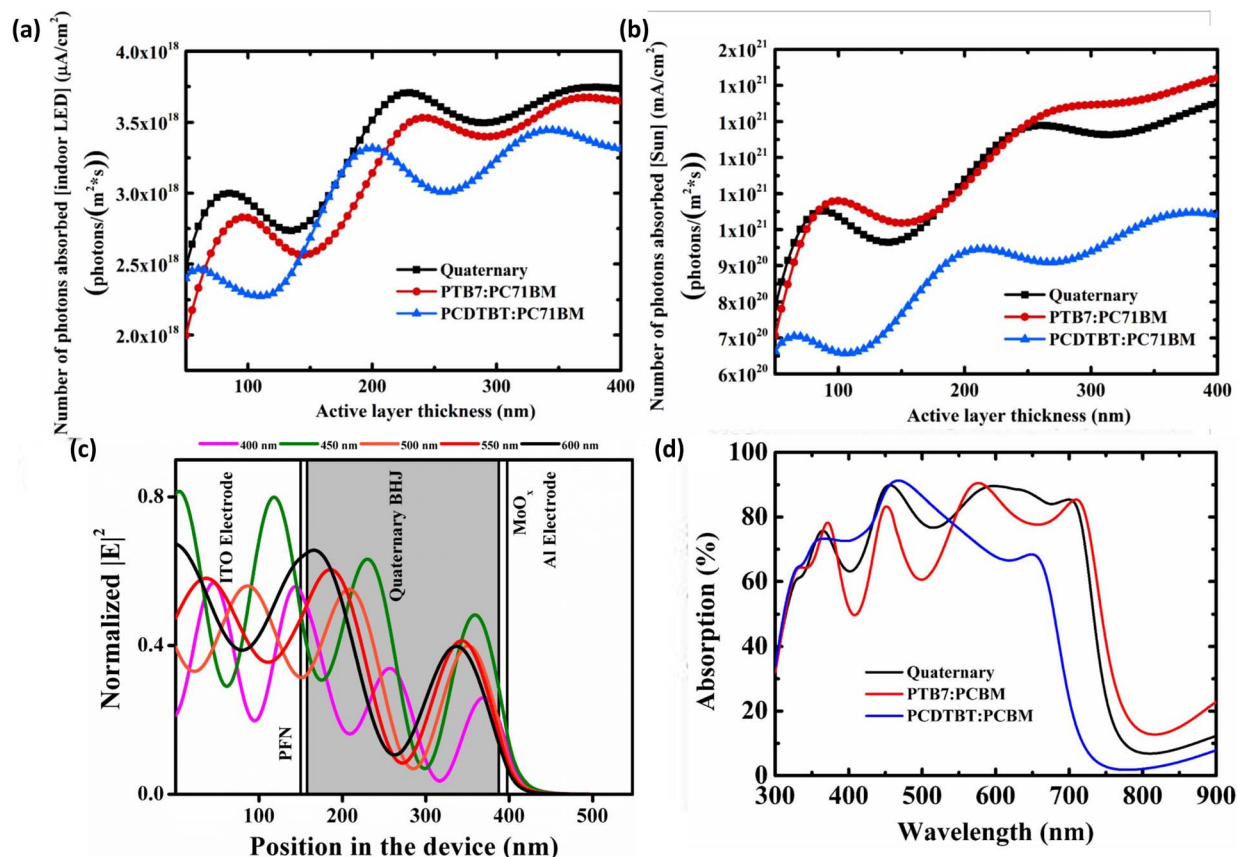 (a)
Number of photons absorbed [indoor LED] (μA/cm²)
(photons/(m²*s))
4.0x10¹⁸
3.5x10¹⁸
3.0x10¹⁸
2.5x10¹⁸
2.0x10¹⁸
Quaternary
PTB7:PC71BM
PCDTBT:PC71BM
100
200
300
400
Active layer thickness (nm)
(b)
Number of photons absorbed [Sun] (mA/cm²)
(photons/(m²*s))
2x10²¹
1x10²¹
1x10²¹
1x10²¹
1x10²¹
1x10²¹
9x10²⁰
8x10²⁰
7x10²⁰
6x10²⁰
Quaternary
PTB7:PC71BM
PCDTBT:PC71BM
100
200
300
400
Active layer thickness (nm)
(c)
400 nm
450 nm
500 nm
550 nm
600 nm
Normalized |E|²
0.8
0.4
0.0
ITO Electrode
PFN
Quaternary BHJ
MoOₓ
Al Electrode
0
100
200
300
400
500
Position in the device (nm)
(d)
Absorption (%)
100
90
80
70
60
50
40
30
20
10
0
Quaternary
PTB7:PCBM
PCDTBT:PCBM
300
400
500
600
700
800
900
Wavelength (nm)